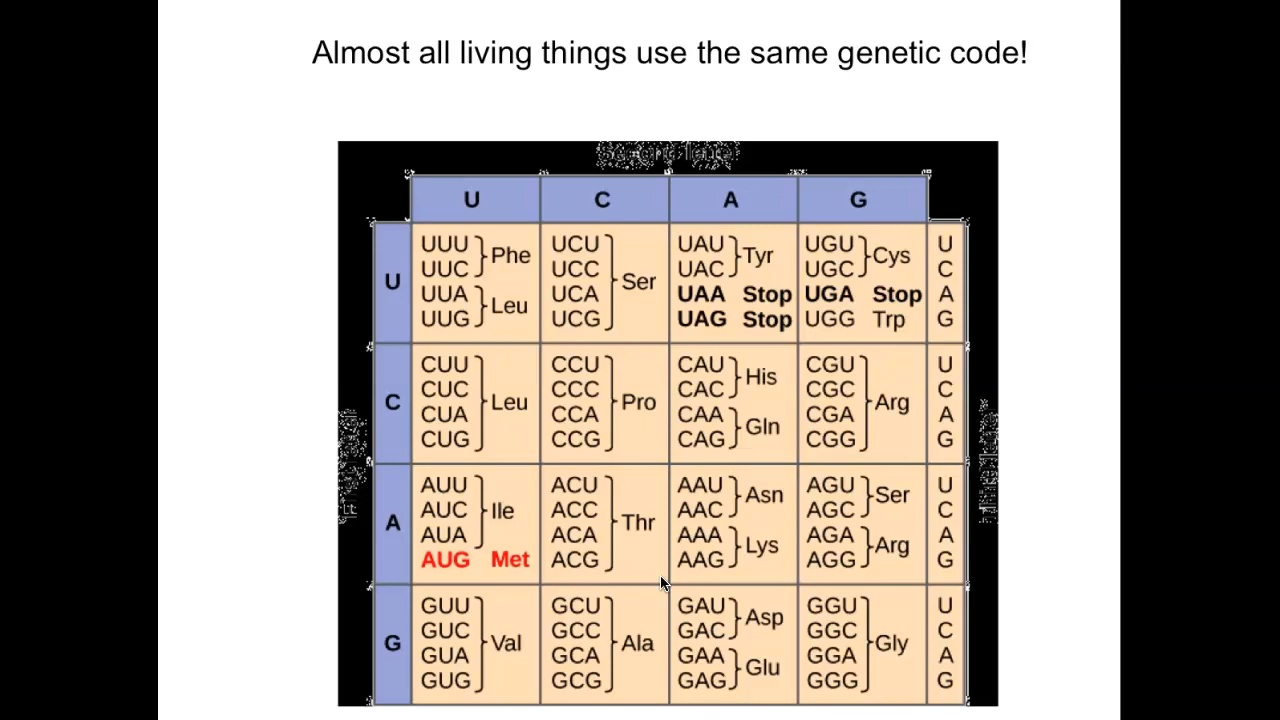 Almost all living things use the same genetic code!
U C A G
UUU UCU UAU UGU U
Phe Tyr Cys
UUC UCC UAC UGC C
Ser
UUA UCA UAA Stop UGA Stop A
Leu
UUG UCG UAG Stop UGG Trp G
U
CUU CCU CAU CGU U
His
CUC CCC CAC CGC C
C Leu Pro Arg
CUA CCA CAA CGA A
Gln
CUG CCG CAG CGG G
AUU ACU AAU AGU U
Asn Ser
AUC ACC AAC AGC C
A Ile Thr
AUA ACA AAA AGA A
Lys Arg
AUG Met ACG AAG AGG G
GUU GCU GAU GGU U
Asp
GUC GCC GAC GGC C
G Val Ala Gly
GUA GCA GAA GGA A
Glu
GUG GCG GAG GGG G